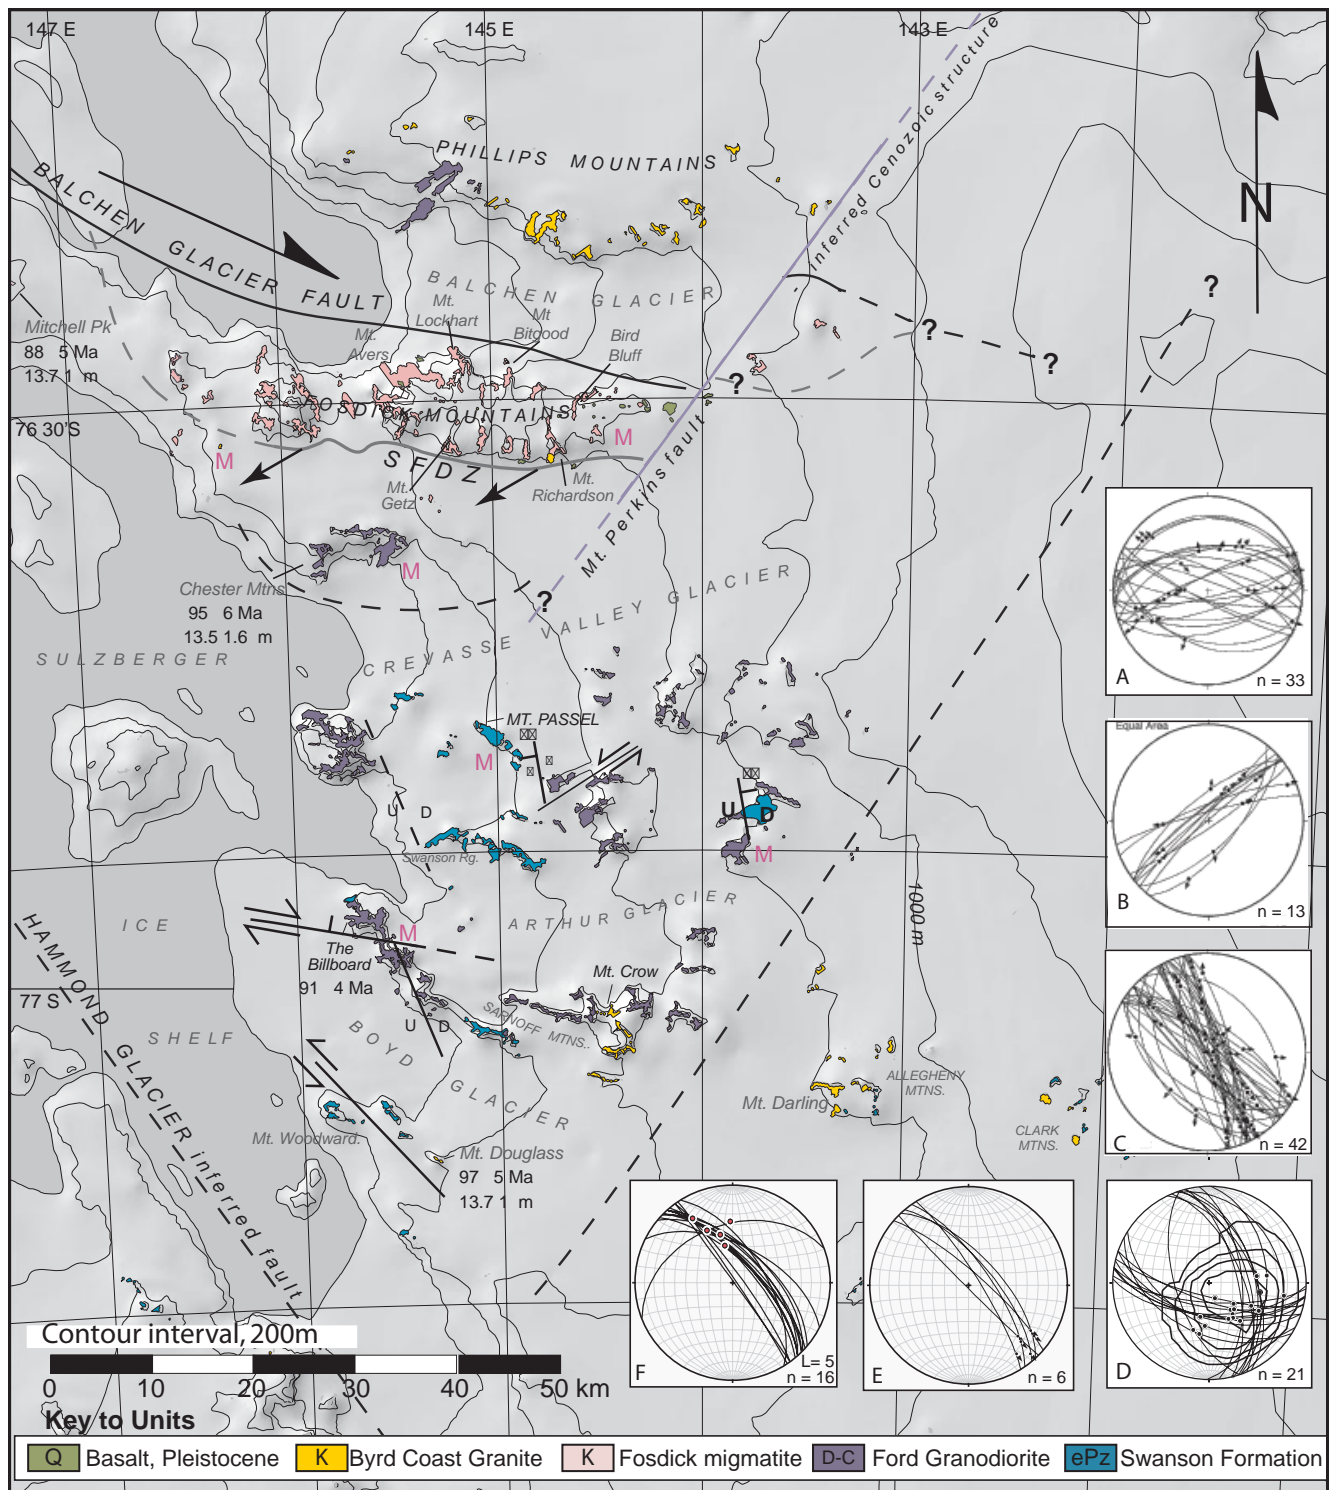 147 E
145 E
143 E
Inferred Cenozoic structure
PHILLIPS MOUNTAINS
N
BALCHEN GLACIER FAULT
BALCHEN GLACIER
Mt. Lockhart
Mt Bitgood
Mt. Avers
Bird Bluff
Mitchell Pk
88 5 Ma
13.7 1 m
?
?
?
?
FOSDICK MOUNTAINS
76 30'S
M
M
SFDZ
Mt. Getz
Mt. Richardson
Mt. Perkins fault
Chester Mtns
95 6 Ma
13.5 1.6 m
M
?
CREVASSE VALLEY GLACIER
SULZBERGER
MT. PASSEL
M
U D
U D
M
Swanson Rg.
ARTHUR GLACIER
1000 m
ICE
M
The Billboard
91 4 Ma
77 S
HAMMOND GLACIER inferred fault
SHELF
U D
BOYD GLACIER
SARNOFF MTNS..
Mt. Crow
Mt. Darling
ALLEGHENY MTNS.
CLARK MTNS.
Mt. Woodward.
Mt. Douglass
97 5 Ma
13.7 1 m
A
n = 33
Equal Area
B
n = 13
C
n = 42
F
L= 5
n = 16
E
n = 6
D
n = 21
Contour interval, 200m
0 10 20 30 40 50 km
Key to Units
Q Basalt, Pleistocene
K Byrd Coast Granite
K Fosdick migmatite
D-C Ford Granodiorite
ePz Swanson Formation